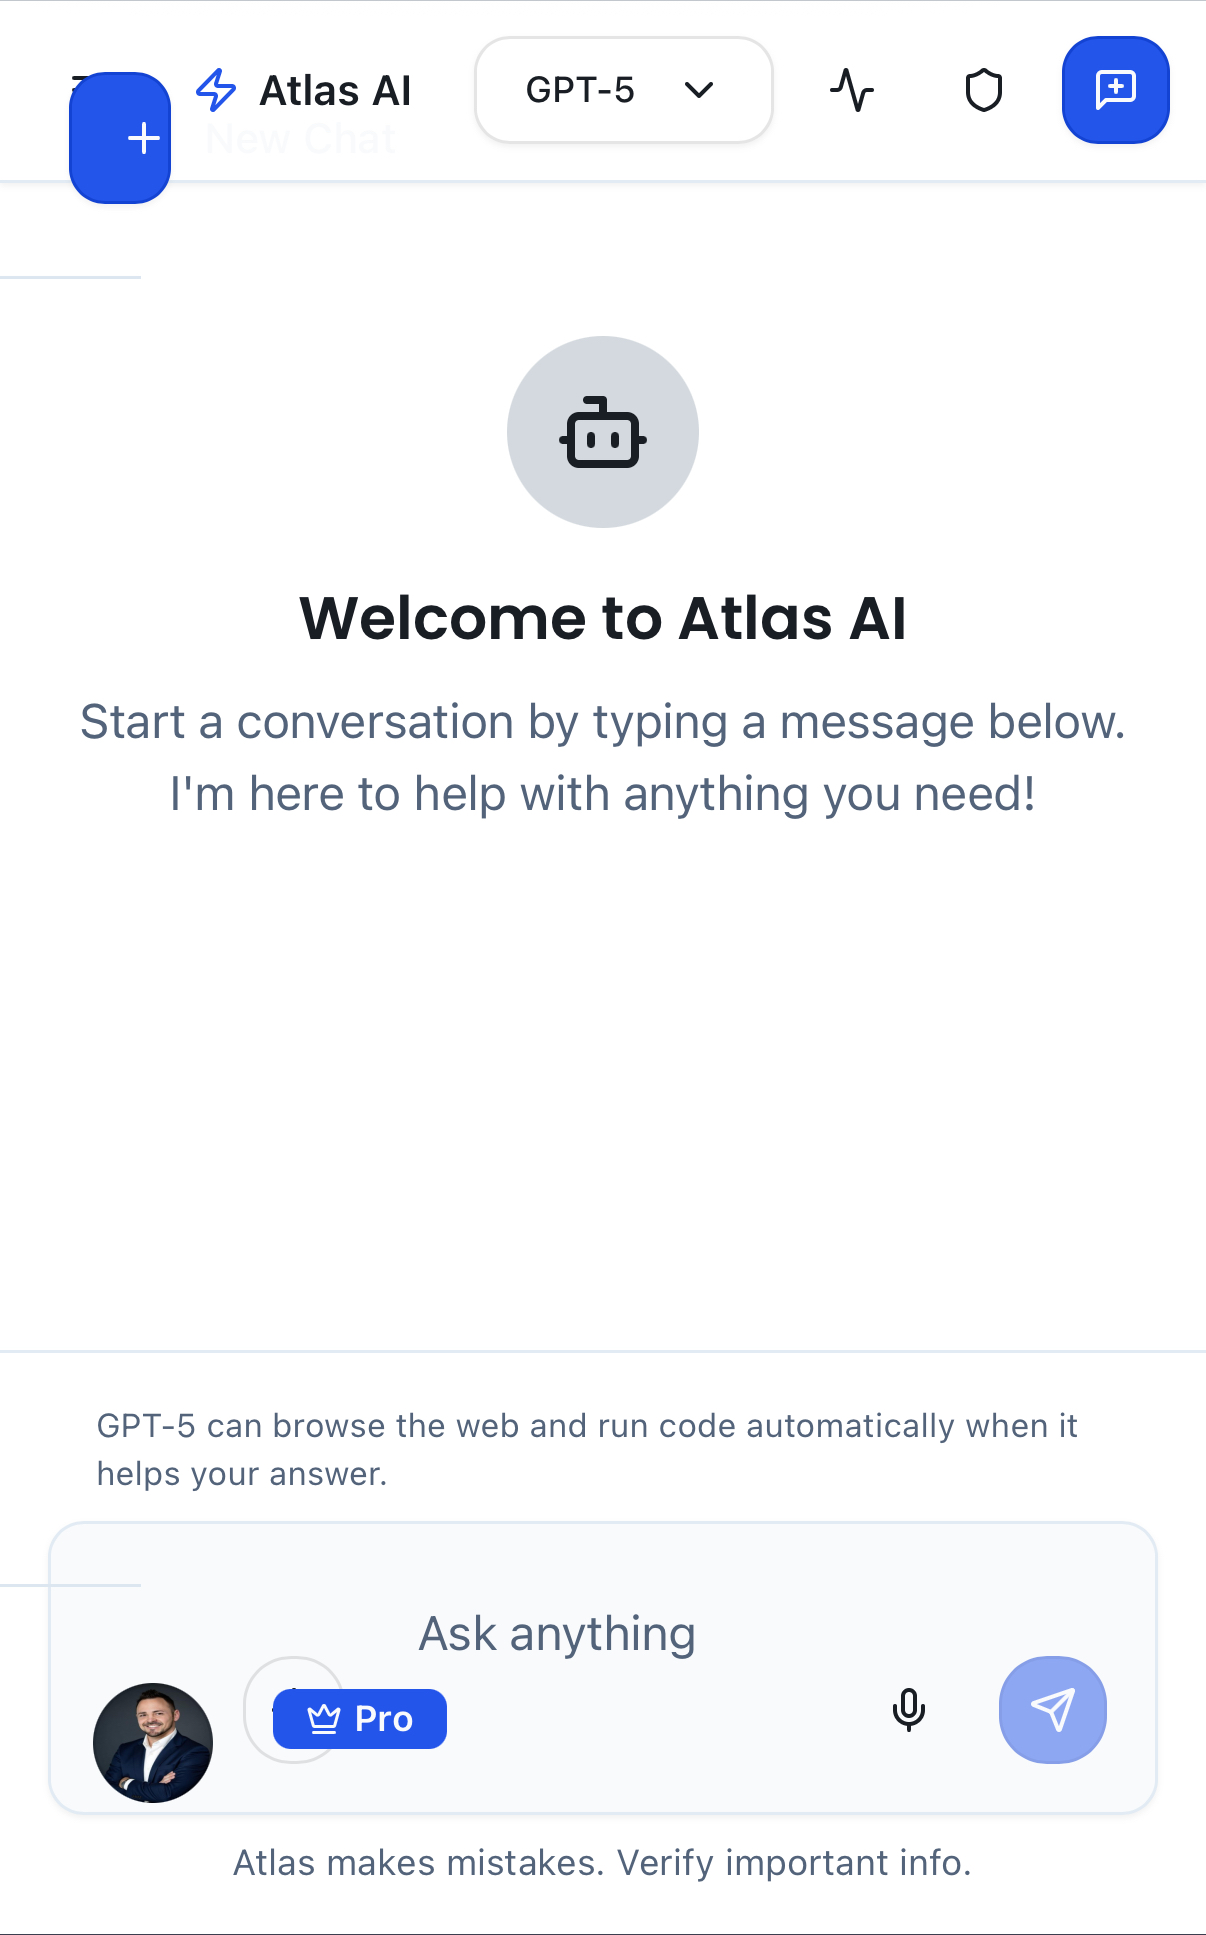 Atlas AI
GPT-5
New Chat
Welcome to Atlas AI
Start a conversation by typing a message below.
I'm here to help with anything you need!
GPT-5 can browse the web and run code automatically when it
helps your answer.
Ask anything
Pro
Atlas makes mistakes. Verify important info.